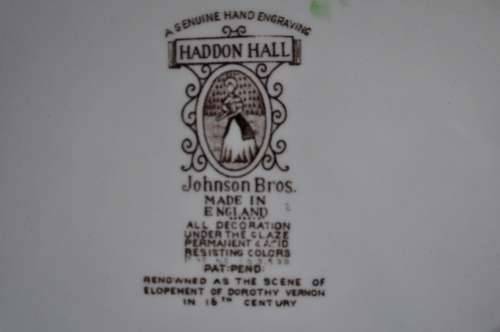 A GENUINE HAND ENGRAVING
HADDON HALL
Johnson Bros.
MADE IN
ENGLAND
2
ALL DECORATION
UNDER THE GLAZE
PERMANENT & ACID
RESISTING COLORS
PAT. PEND.
RENOWNED AS THE SCENE OF
ELOPEMENT OF DOROTHY VERNON
IN 16TH CENTURY